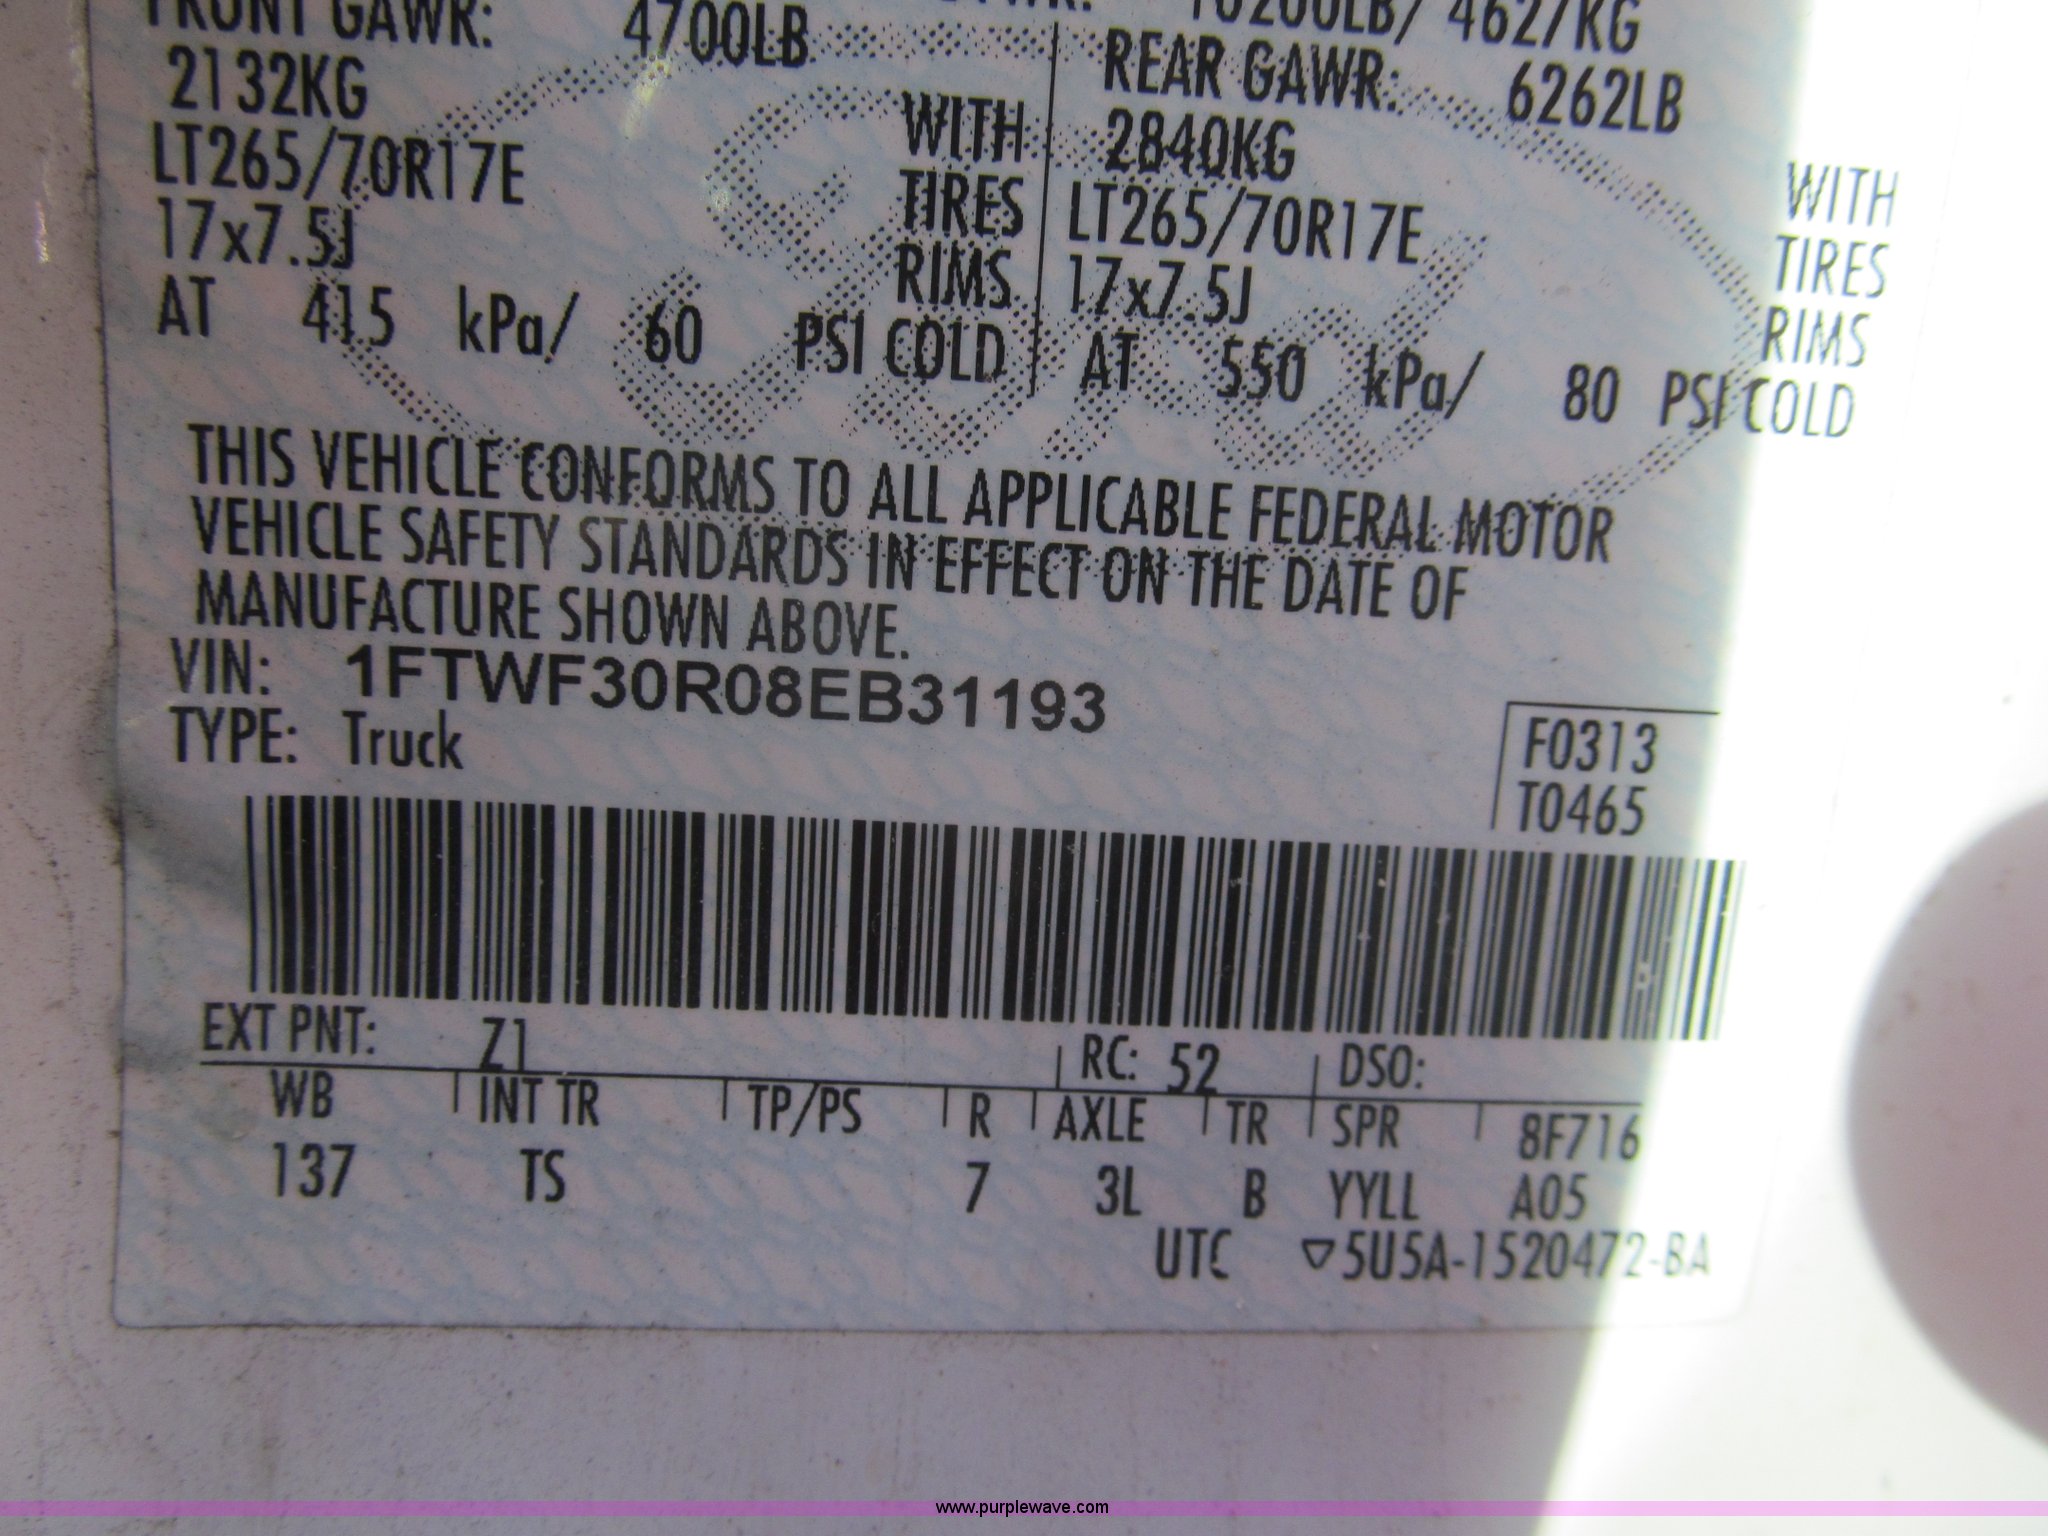 FRONT GAWR: 4700LB
2132KG WITH
LT265/70R17E TIRES
17x7.5J RIMS
AT 415 kPa/ 60 PSI COLD
10200LB/ 4627KG
REAR GAWR: 6262LB
2840KG WITH
LT265/70R17E TIRES
17x7.5J RIMS
AT 550 kPa/ 80 PSI COLD
THIS VEHICLE CONFORMS TO ALL APPLICABLE FEDERAL MOTOR
VEHICLE SAFETY STANDARDS IN EFFECT ON THE DATE OF
MANUFACTURE SHOWN ABOVE.
VIN: 1FTWF30R08EB31193
TYPE: Truck
F0313
T0465
EXT PNT: Z1 RC: 52 DSO:
WB INT TR TP/PS R AXLE TR SPR 8F716
137 TS 7 3L B YYLL A05
UTC ▽5U5A-1520472-BA
www.purplewave.com